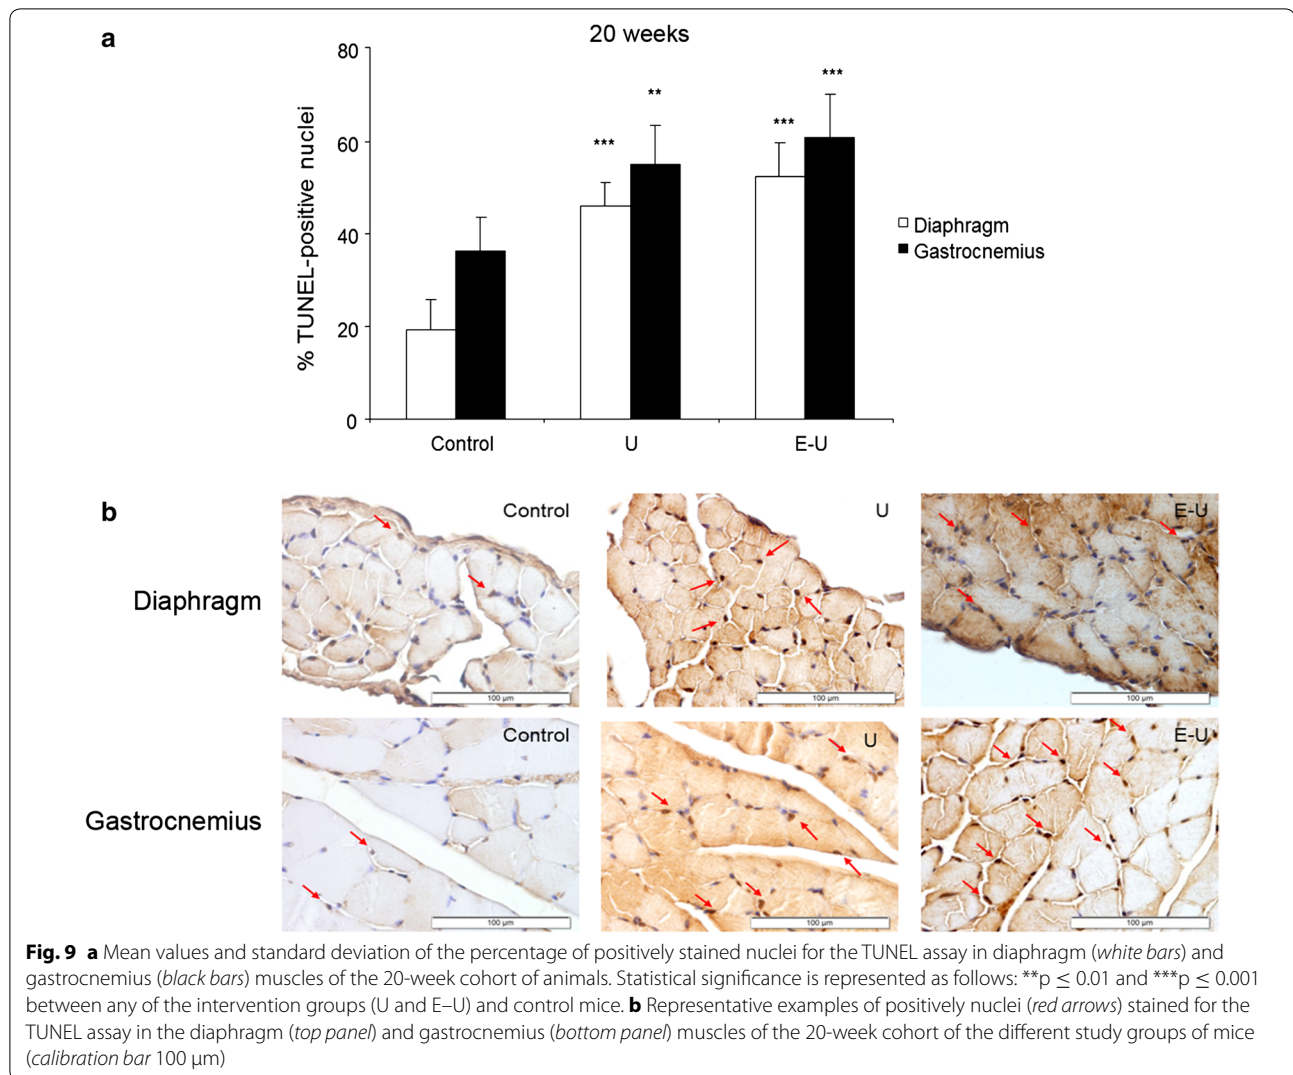 a
20 weeks
% TUNEL-positive nuclei
80
60
40
20
0
***
**
***
***
Control
U
E-U
Diaphragm
Gastrocnemius
b
Diaphragm
Control
100 µm
U
100 µm
E-U
100 µm
Gastrocnemius
Control
100 µm
U
100 µm
E-U
100 µm
Fig. 9 a Mean values and standard deviation of the percentage of positively stained nuclei for the TUNEL assay in diaphragm (white bars) and
gastrocnemius (black bars) muscles of the 20-week cohort of animals. Statistical significance is represented as follows: **p ≤ 0.01 and ***p ≤ 0.001
between any of the intervention groups (U and E–U) and control mice. b Representative examples of positively nuclei (red arrows) stained for the
TUNEL assay in the diaphragm (top panel) and gastrocnemius (bottom panel) muscles of the 20-week cohort of the different study groups of mice
(calibration bar 100 µm)